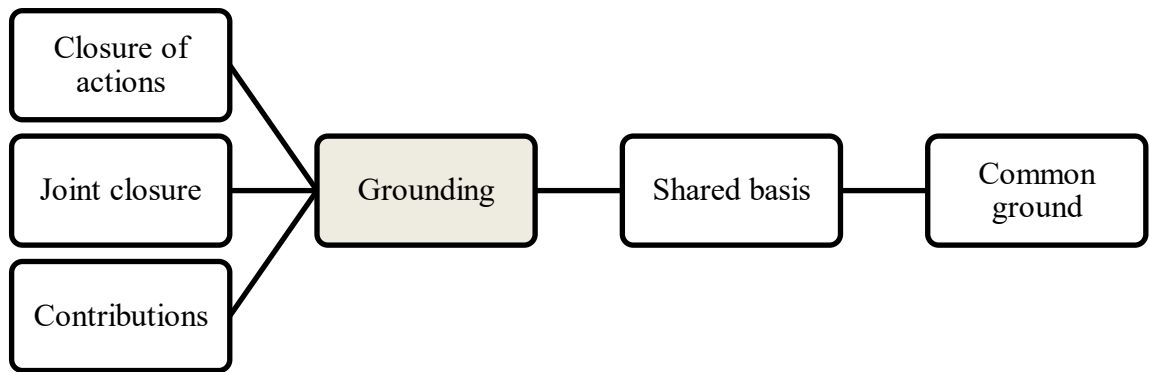 Closure of
actions
Joint closure
Contributions
Grounding
Shared basis
Common
ground